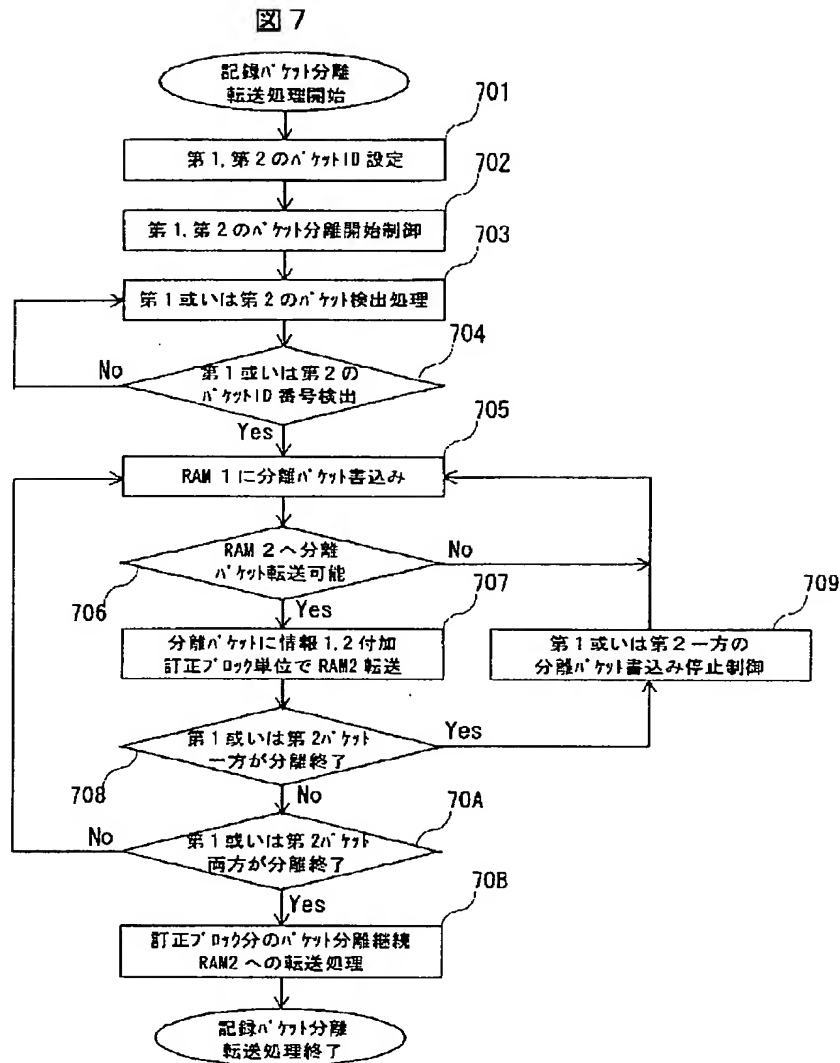 図7
記録パケット分離
転送処理開始
701
第1,第2のパケットID設定
702
第1,第2のパケット分離開始制御
703
第1或いは第2のパケット検出処理
704
第1或いは第2の
パケットID番号検出
No
Yes
705
RAM 1に分離パケット書込み
RAM 2へ分離
パケット転送可能
No
706
Yes
707
分離パケットに情報1,2付加
訂正ブロック単位でRAM2転送
709
第1或いは第2一方の
分離パケット書込み停止制御
第1或いは第2パケット
一方が分離終了
Yes
708
No
70A
第1或いは第2パケット
両方が分離終了
No
Yes
70B
訂正ブロック分のパケット分離継続
RAM2への転送処理
記録パケット分離
転送処理終了